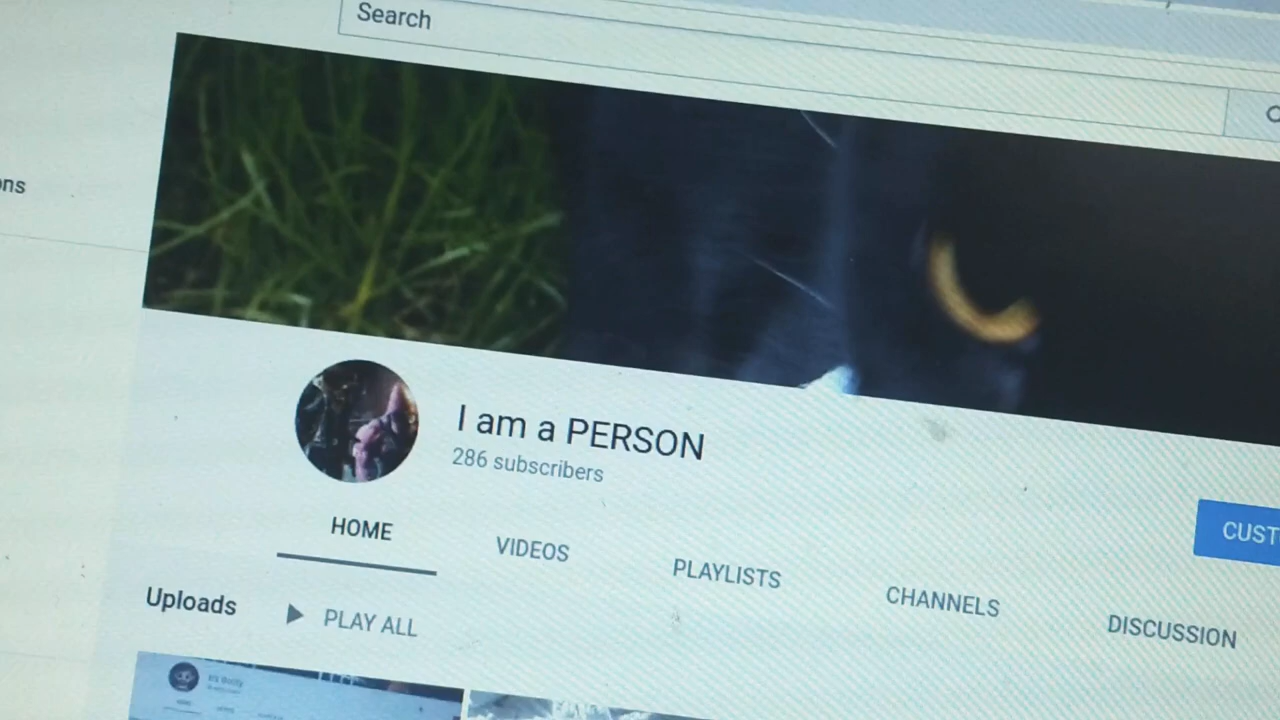 Search
ons
I am a PERSON
286 subscribers
HOME
VIDEOS
PLAYLISTS
CHANNELS
DISCUSSION
CUST
Uploads
PLAY ALL